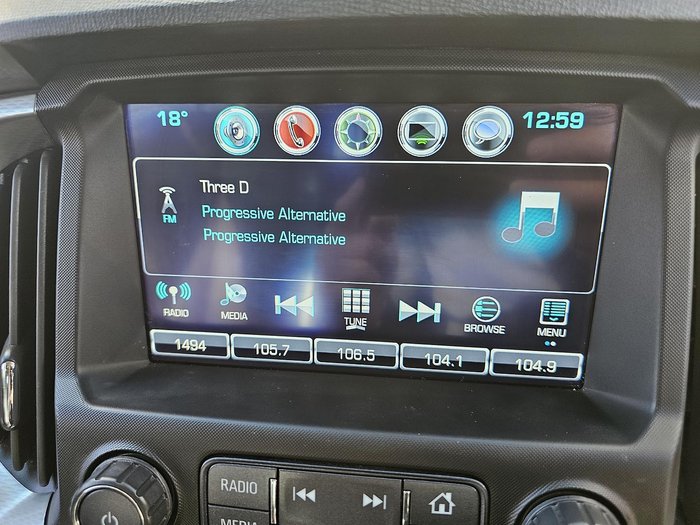 18° 12:59
Three D
FM Progressive Alternative
Progressive Alternative
RADIO MEDIA TUNE BROWSE MENU
1494 105.7 106.5 104.1 104.9
RADIO
MEDIA